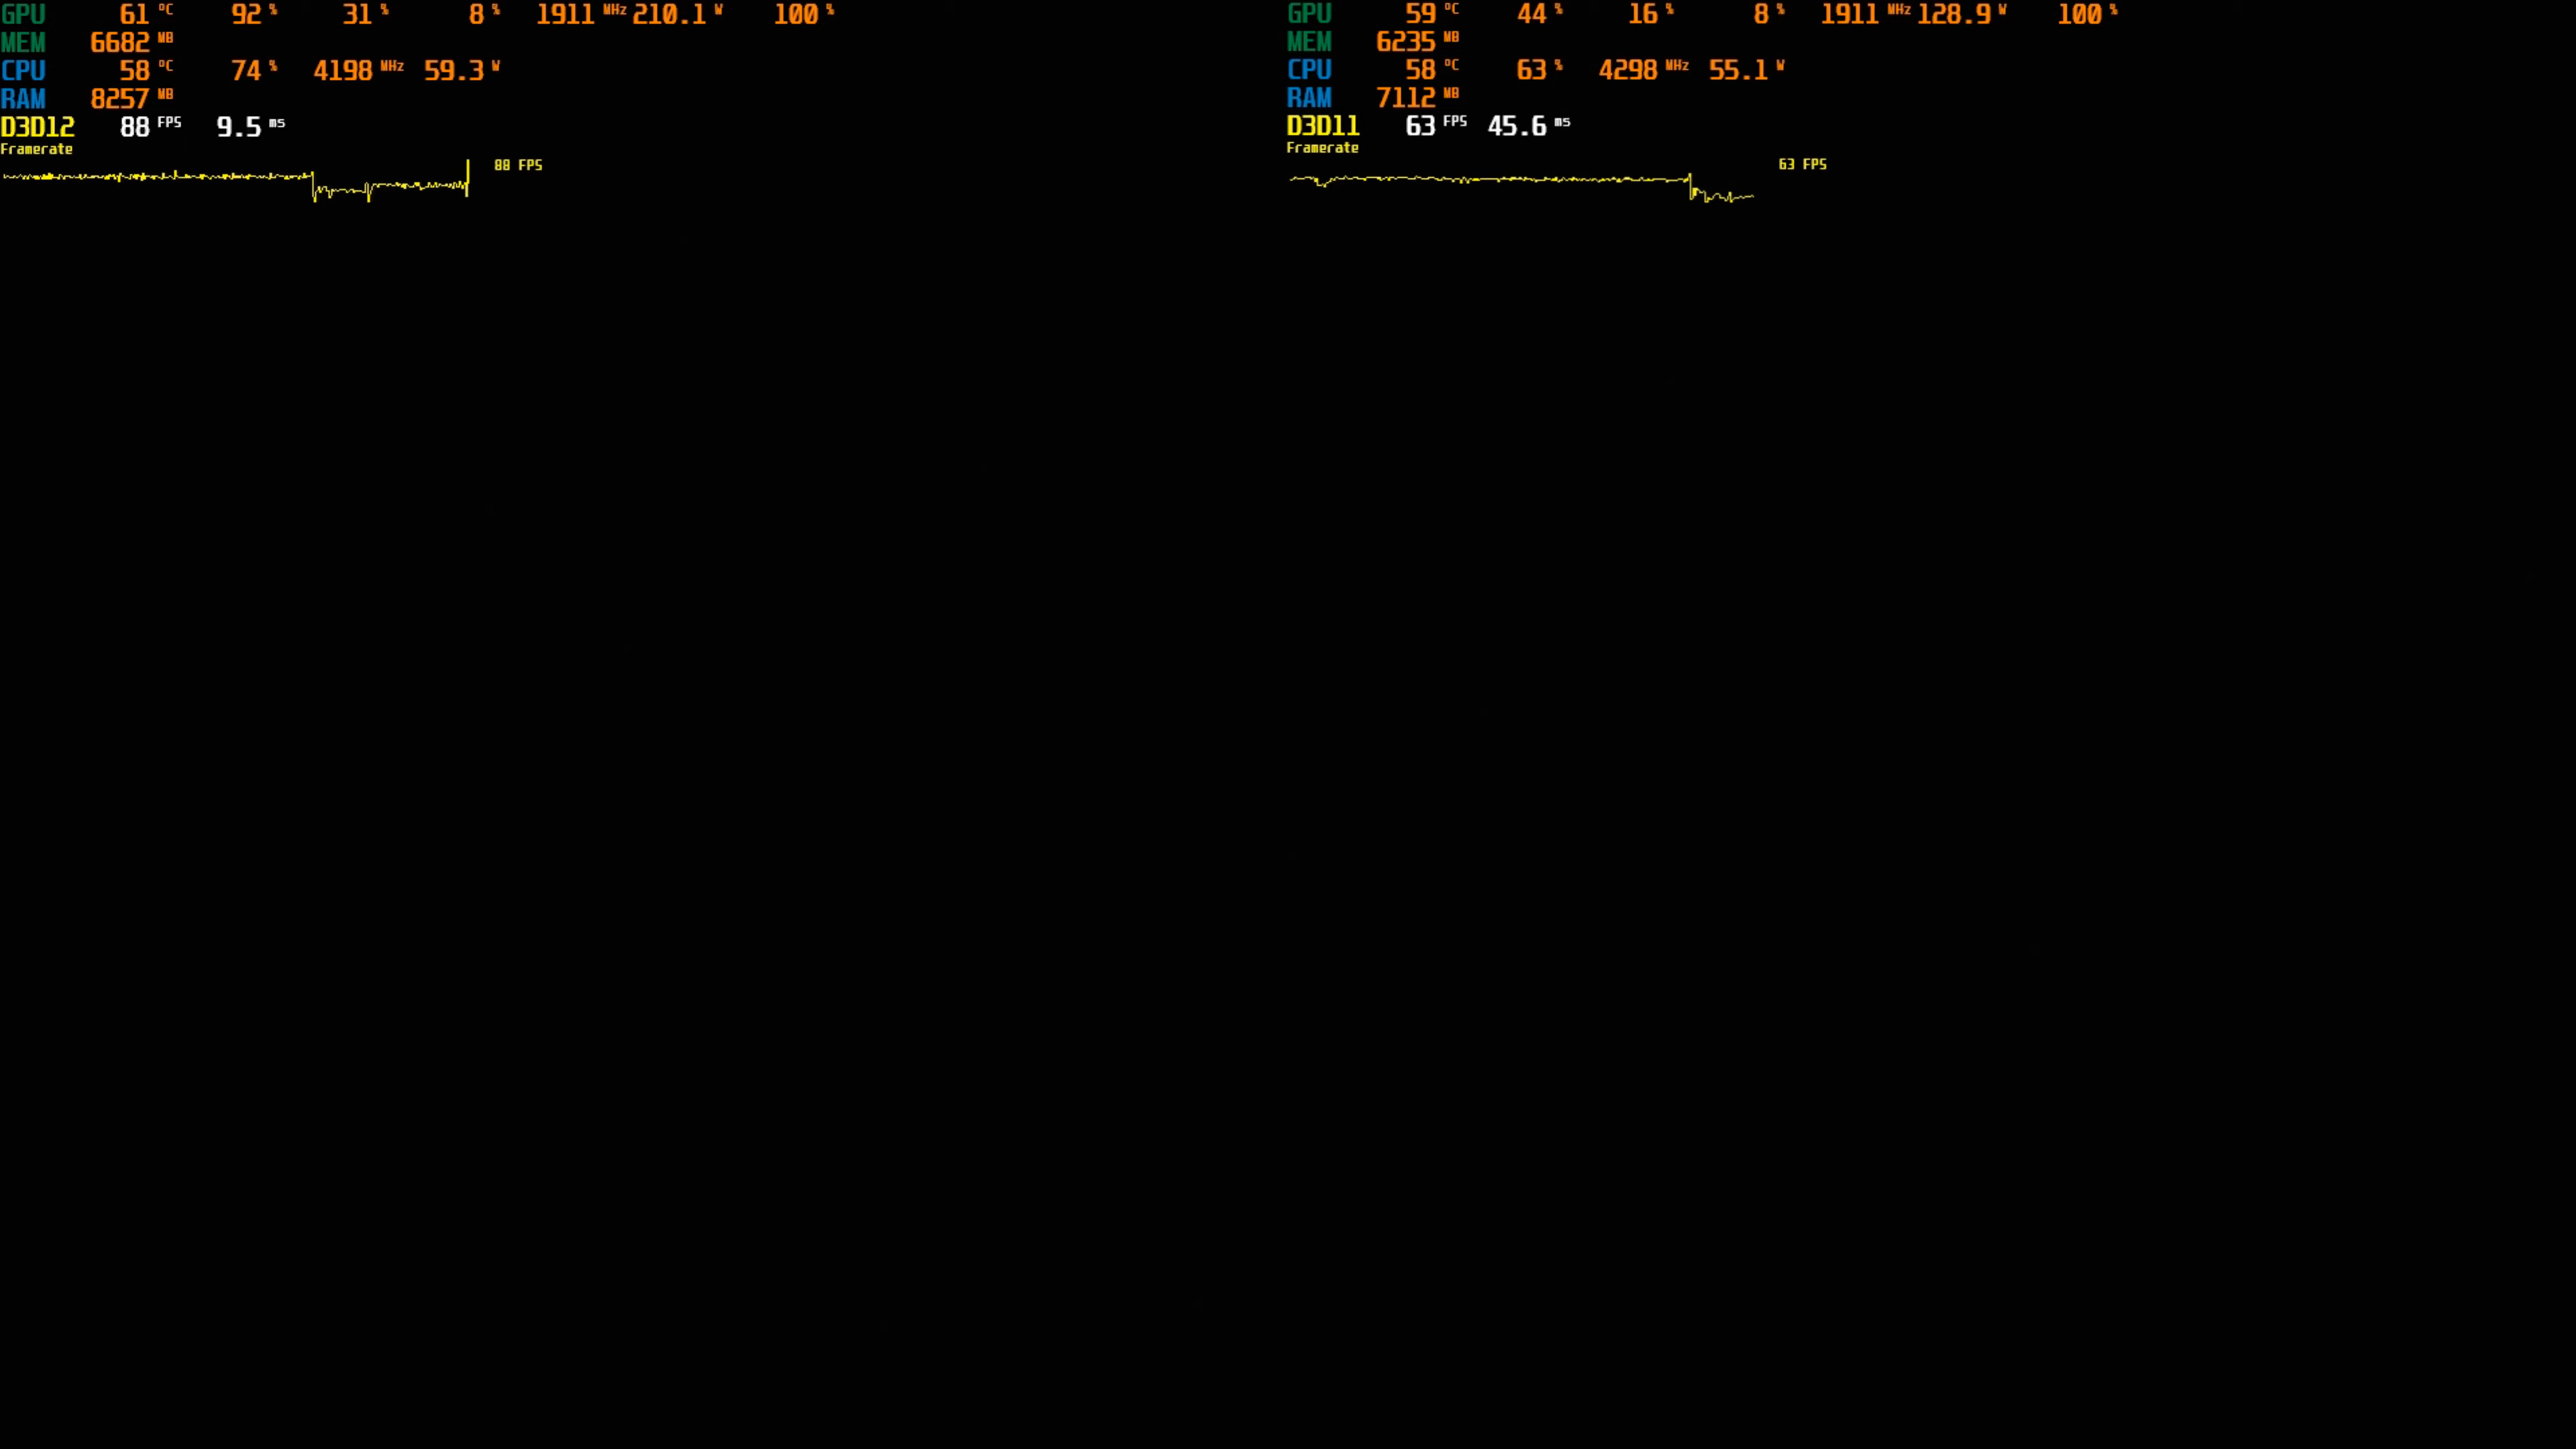 GPU 61 °C 92 % 31 % 8 % 1911 MHz 210.1 W 100 %
MEM 6682 MB
CPU 58 °C 74 % 4198 MHz 59.3 W
RAM 8257 MB
D3D12 88 FPS 9.5 ms
Framerate
88 FPS
GPU 59 °C 44 % 16 % 8 % 1911 MHz 128.9 W 100 %
MEM 6235 MB
CPU 58 °C 63 % 4298 MHz 55.1 W
RAM 7112 MB
D3D11 63 FPS 45.6 ms
Framerate
63 FPS